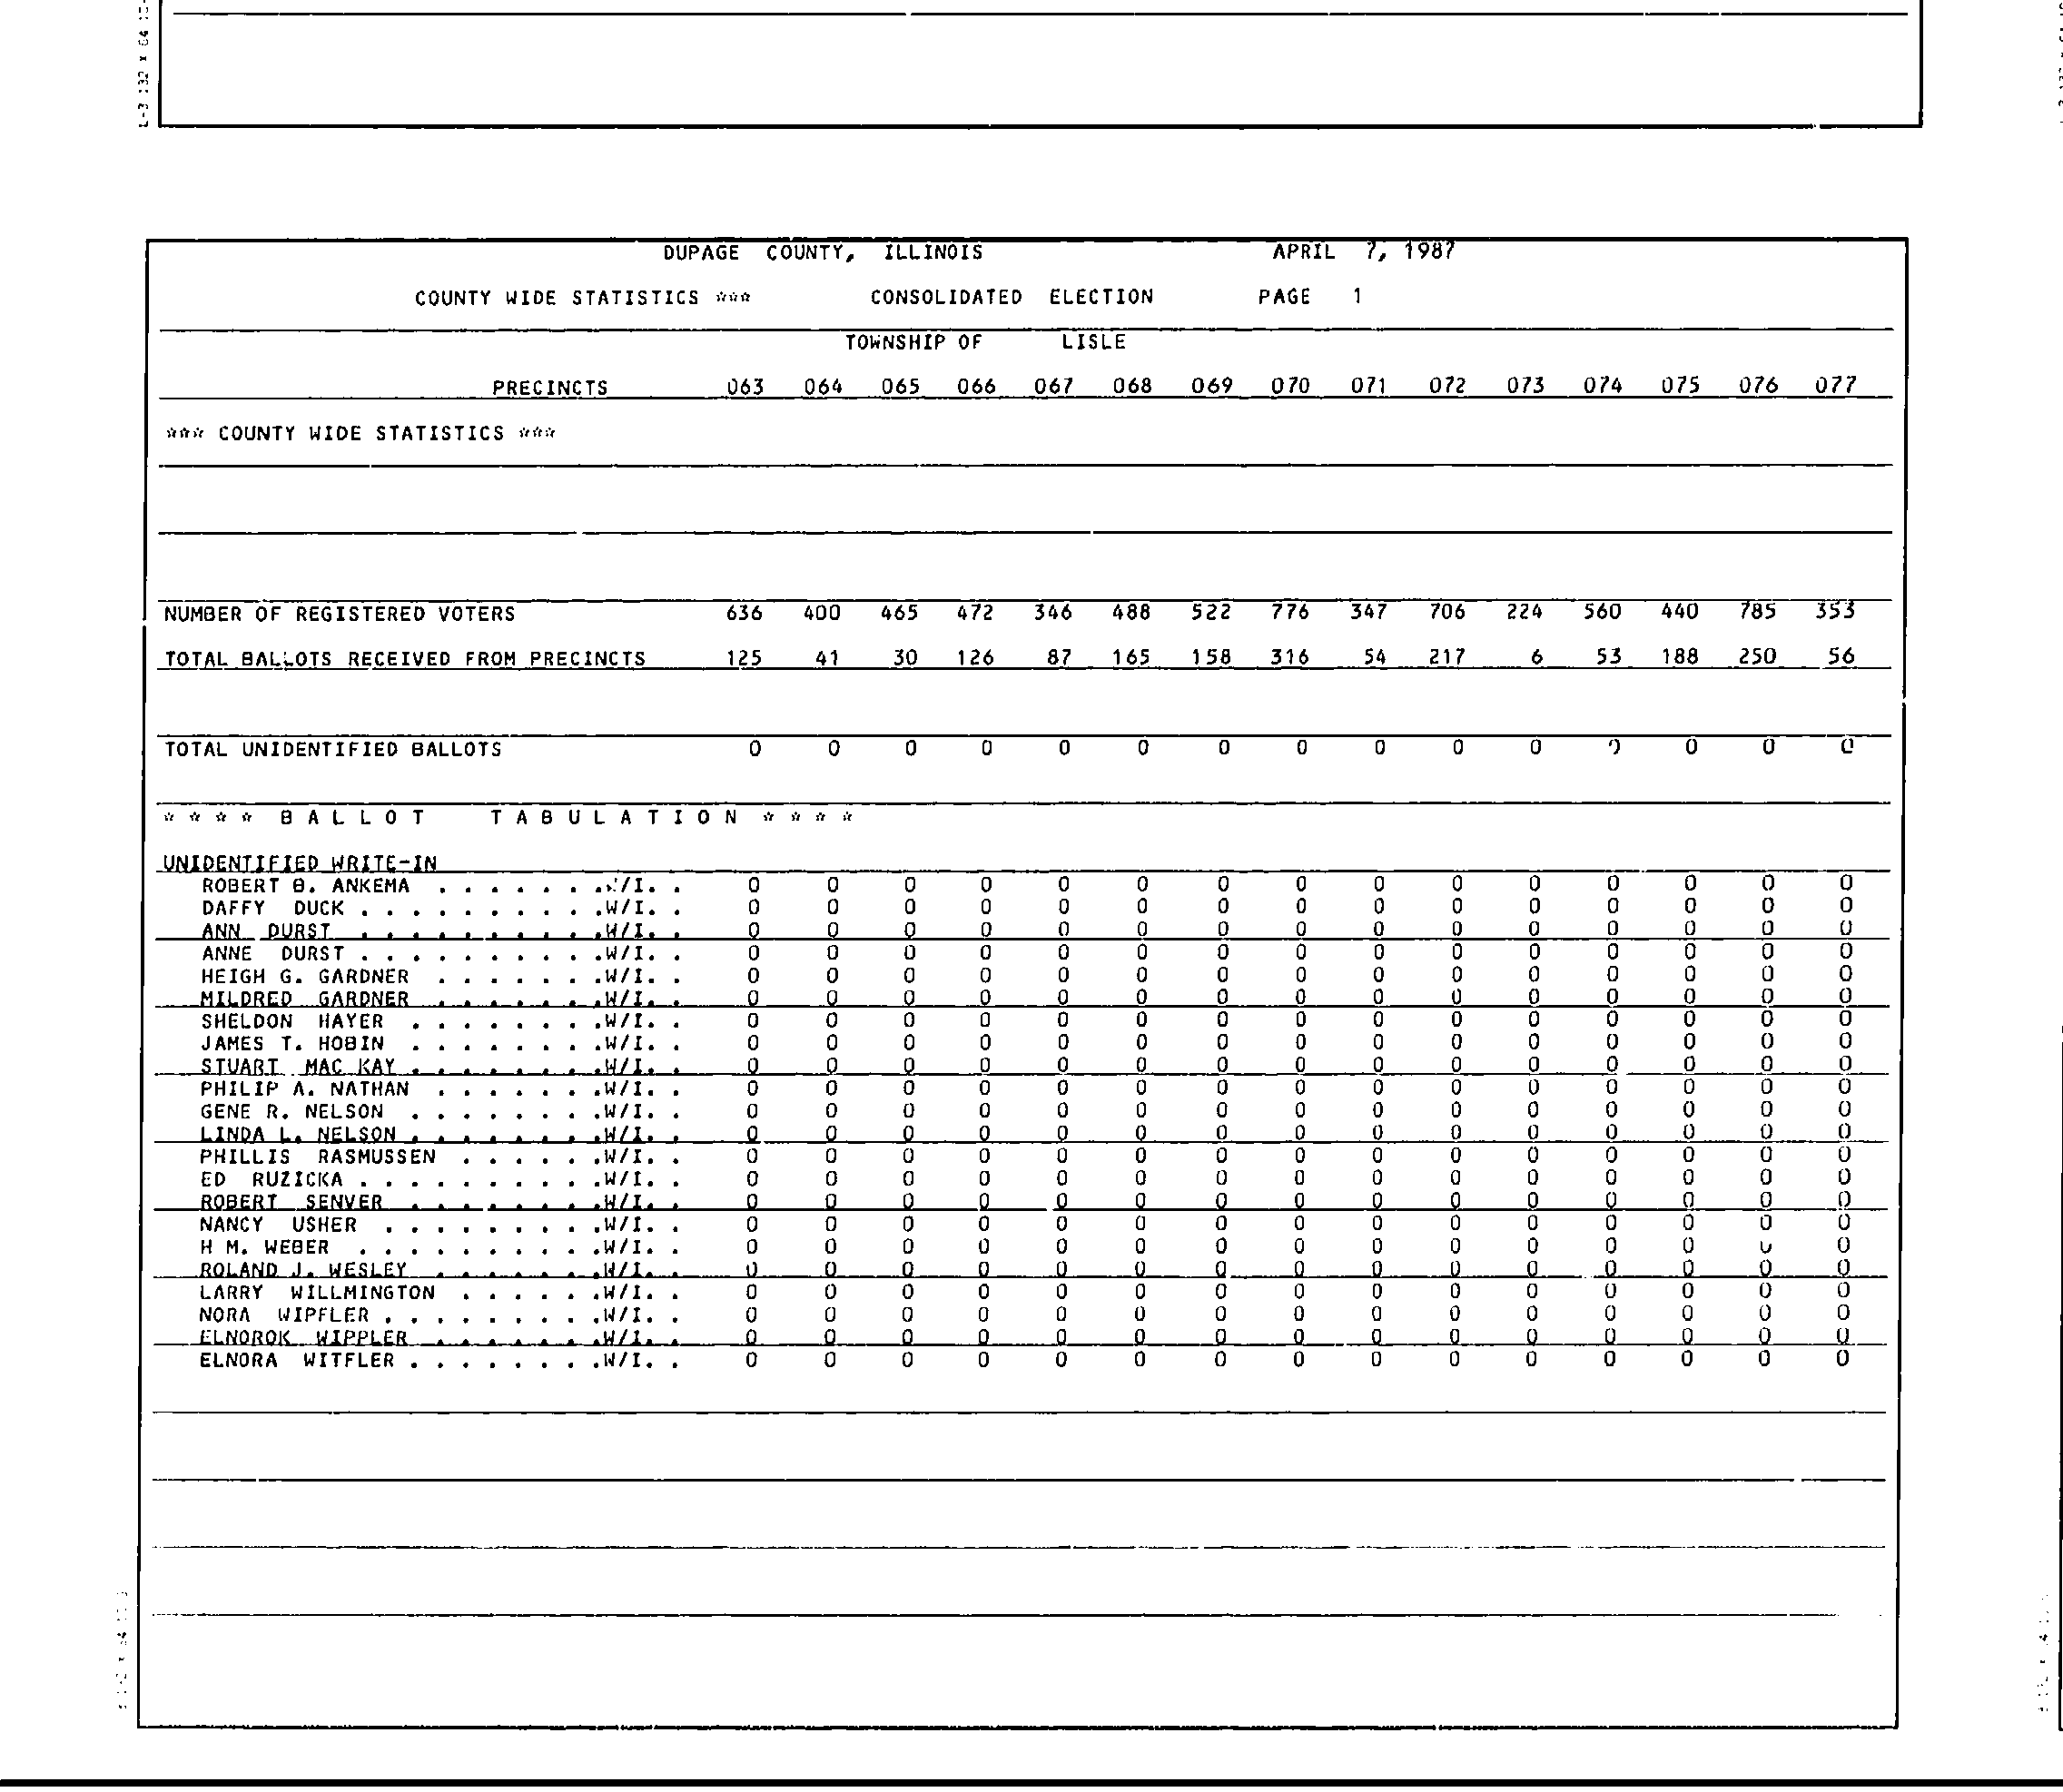 L-3 132 X 64
DUPAGE COUNTY, ILLINOIS APRIL 7, 1987
COUNTY WIDE STATISTICS *** CONSOLIDATED ELECTION PAGE 1
TOWNSHIP OF LISLE
PRECINCTS 063 064 065 066 067 068 069 070 071 072 073 074 075 076 077
*** COUNTY WIDE STATISTICS ***
NUMBER OF REGISTERED VOTERS 636 400 465 472 346 488 522 776 347 706 224 560 440 785 353
TOTAL BALLOTS RECEIVED FROM PRECINCTS 125 41 30 126 87 165 158 316 54 217 6 53 188 250 56
TOTAL UNIDENTIFIED BALLOTS 0 0 0 0 0 0 0 0 0 0 0 0 0 0 0
* * * * B A L L O T T A B U L A T I O N * * * *
UNIDENTIFIED WRITE-IN
ROBERT B. ANKEMA . . . . . . .W/I. . 0 0 0 0 0 0 0 0 0 0 0 0 0 0 0
DAFFY DUCK . . . . . . . . . .W/I. . 0 0 0 0 0 0 0 0 0 0 0 0 0 0 0
ANN DURST . . . . . . . . . .W/I. . 0 0 0 0 0 0 0 0 0 0 0 0 0 0 0
ANNE DURST . . . . . . . . . .W/I. . 0 0 0 0 0 0 0 0 0 0 0 0 0 0 0
HEIGH G. GARDNER . . . . . . .W/I. . 0 0 0 0 0 0 0 0 0 0 0 0 0 0 0
MILDRED GARDNER . . . . . . .W/I. . 0 0 0 0 0 0 0 0 0 0 0 0 0 0 0
SHELDON HAYER . . . . . . . .W/I. . 0 0 0 0 0 0 0 0 0 0 0 0 0 0 0
JAMES T. HOBIN . . . . . . . .W/I. . 0 0 0 0 0 0 0 0 0 0 0 0 0 0 0
STUART MAC KAY . . . . . . . .W/I. . 0 0 0 0 0 0 0 0 0 0 0 0 0 0 0
PHILIP A. NATHAN . . . . . . .W/I. . 0 0 0 0 0 0 0 0 0 0 0 0 0 0 0
GENE R. NELSON . . . . . . . .W/I. . 0 0 0 0 0 0 0 0 0 0 0 0 0 0 0
LINDA L. NELSON . . . . . . . .W/I. . 0 0 0 0 0 0 0 0 0 0 0 0 0 0 0
PHILLIS RASMUSSEN . . . . . .W/I. . 0 0 0 0 0 0 0 0 0 0 0 0 0 0 0
ED RUZICKA . . . . . . . . . .W/I. . 0 0 0 0 0 0 0 0 0 0 0 0 0 0 0
ROBERT SENVER . . . . . . . .W/I. . 0 0 0 0 0 0 0 0 0 0 0 0 0 0 0
NANCY USHER . . . . . . . . .W/I. . 0 0 0 0 0 0 0 0 0 0 0 0 0 0 0
H M. WEBER . . . . . . . . . .W/I. . 0 0 0 0 0 0 0 0 0 0 0 0 0 0 0
ROLAND J. WESLEY . . . . . . .W/I. . 0 0 0 0 0 0 0 0 0 0 0 0 0 0 0
LARRY WILLMINGTON . . . . . .W/I. . 0 0 0 0 0 0 0 0 0 0 0 0 0 0 0
NORA WIPFLER . . . . . . . . .W/I. . 0 0 0 0 0 0 0 0 0 0 0 0 0 0 0
ELNOROK WIPPLER . . . . . . .W/I. . 0 0 0 0 0 0 0 0 0 0 0 0 0 0 0
ELNORA WITFLER . . . . . . . .W/I. . 0 0 0 0 0 0 0 0 0 0 0 0 0 0 0